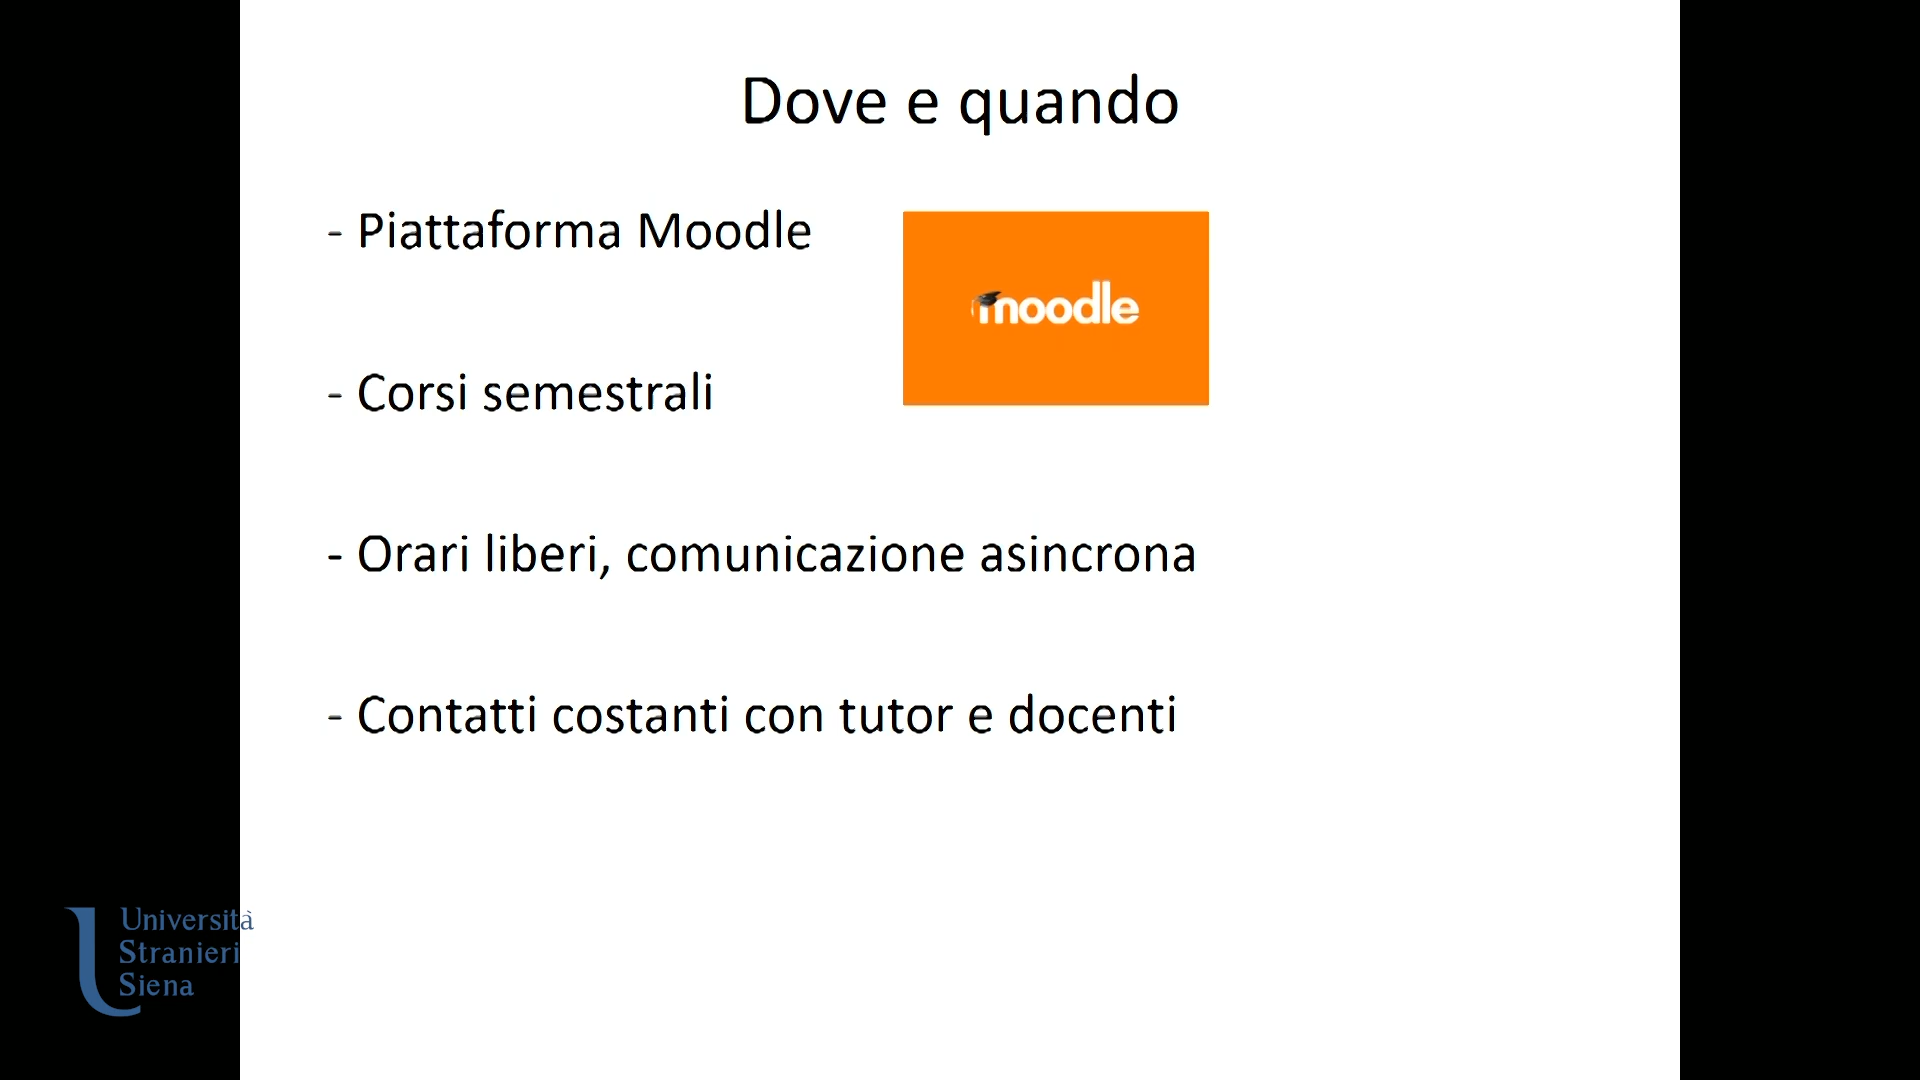 Dove e quando
- Piattaforma Moodle
moodle
- Corsi semestrali
- Orari liberi, comunicazione asincrona
- Contatti costanti con tutor e docenti
Università
Stranieri
Siena